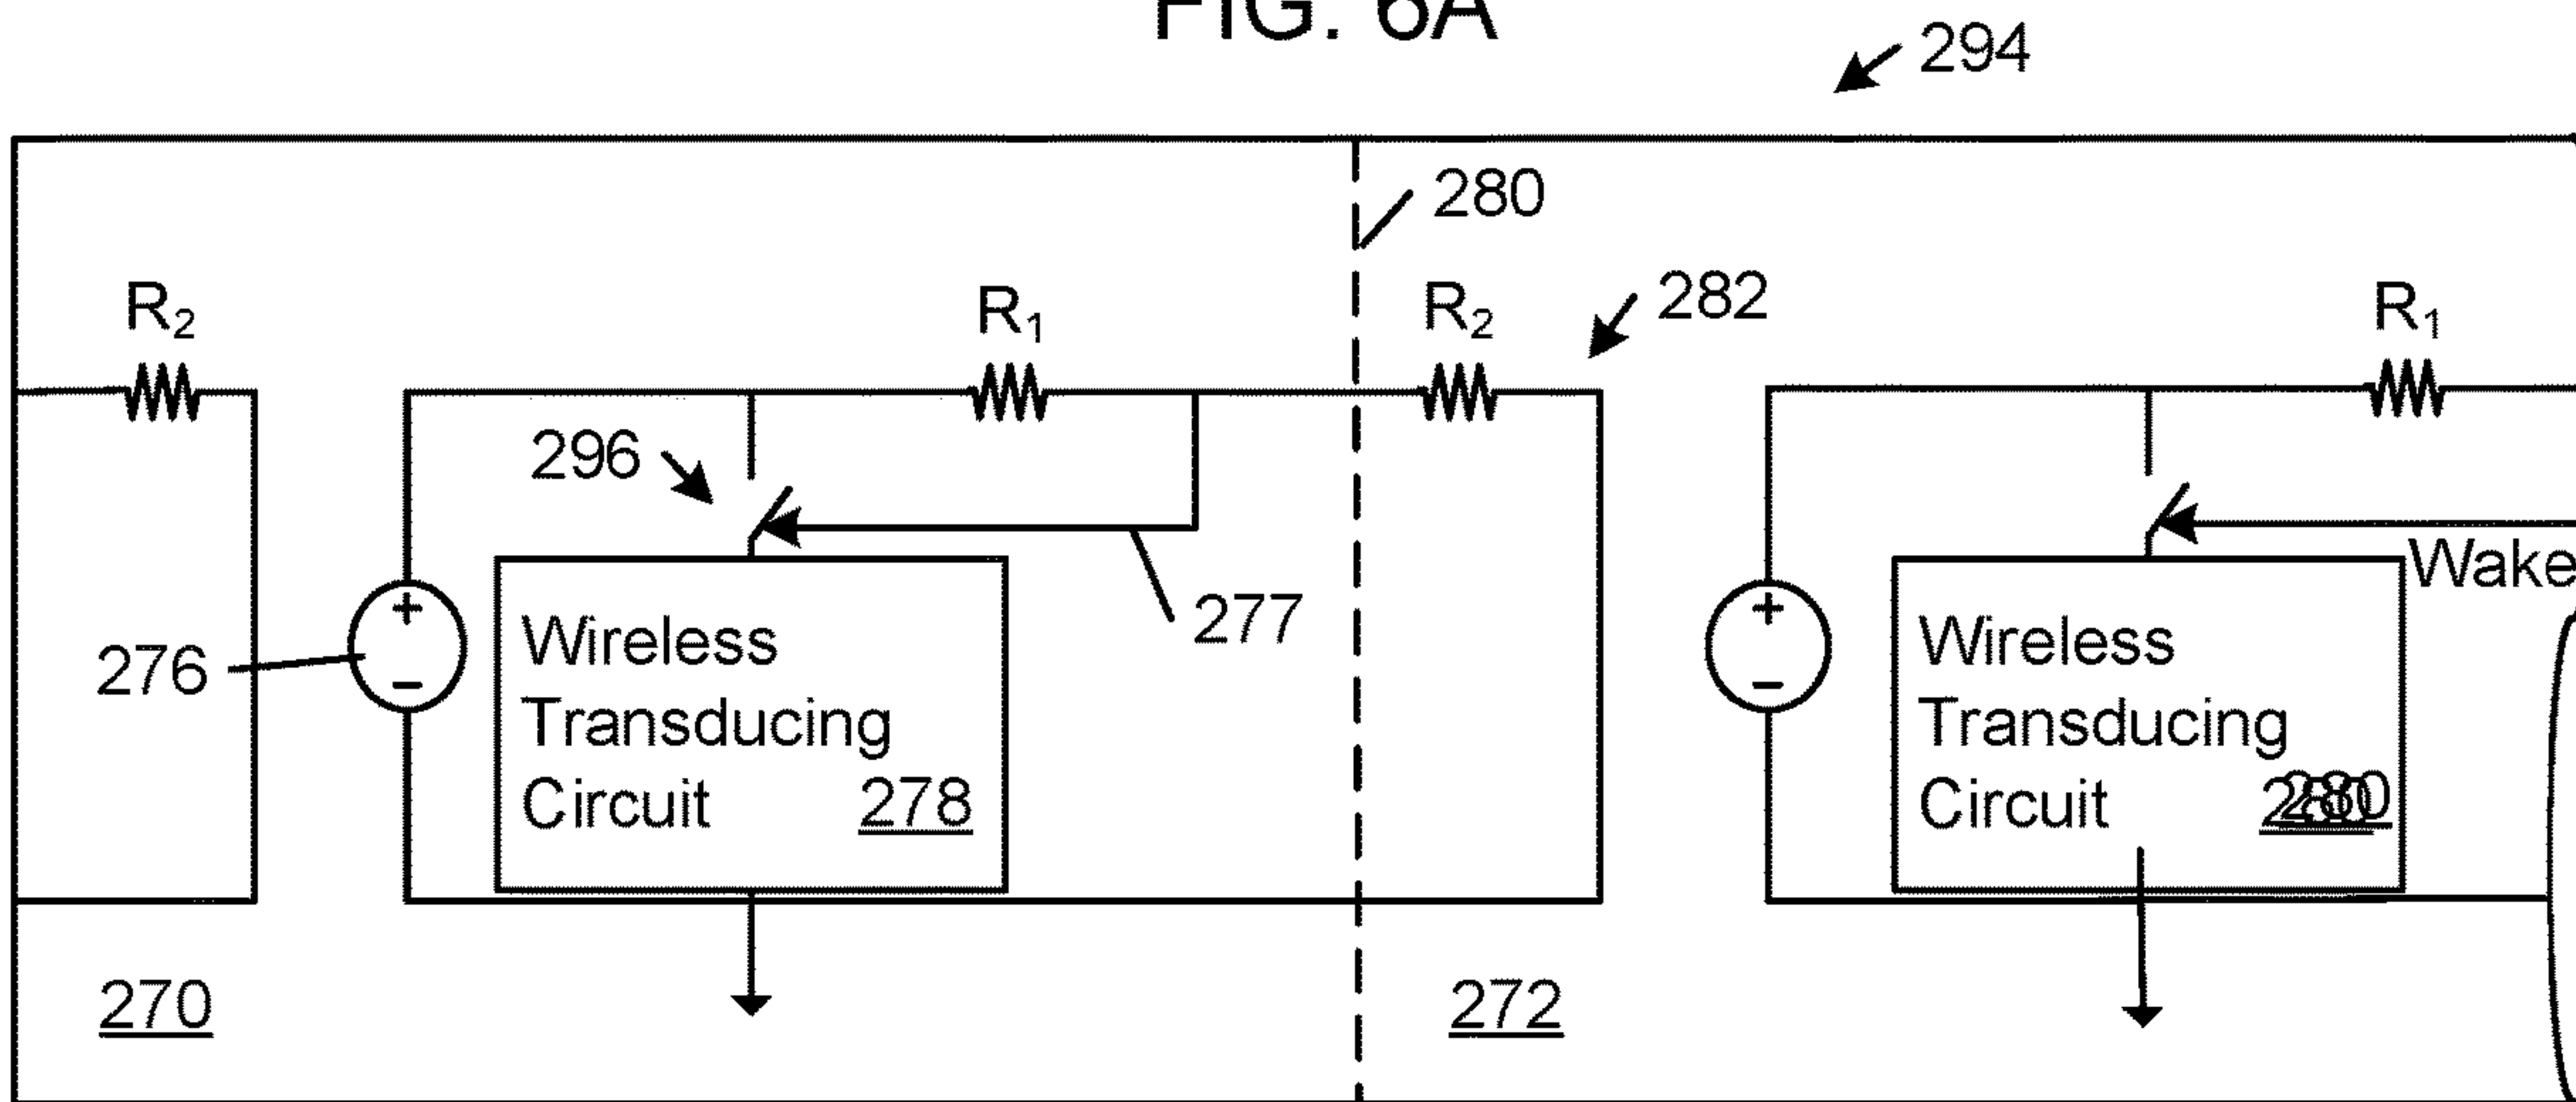 FIG. 6A
294
280
R2
R1
R2
282
R1
296
Wake
277
276
Wireless
Transducing
Circuit 278
Wireless
Transducing
Circuit
270
272